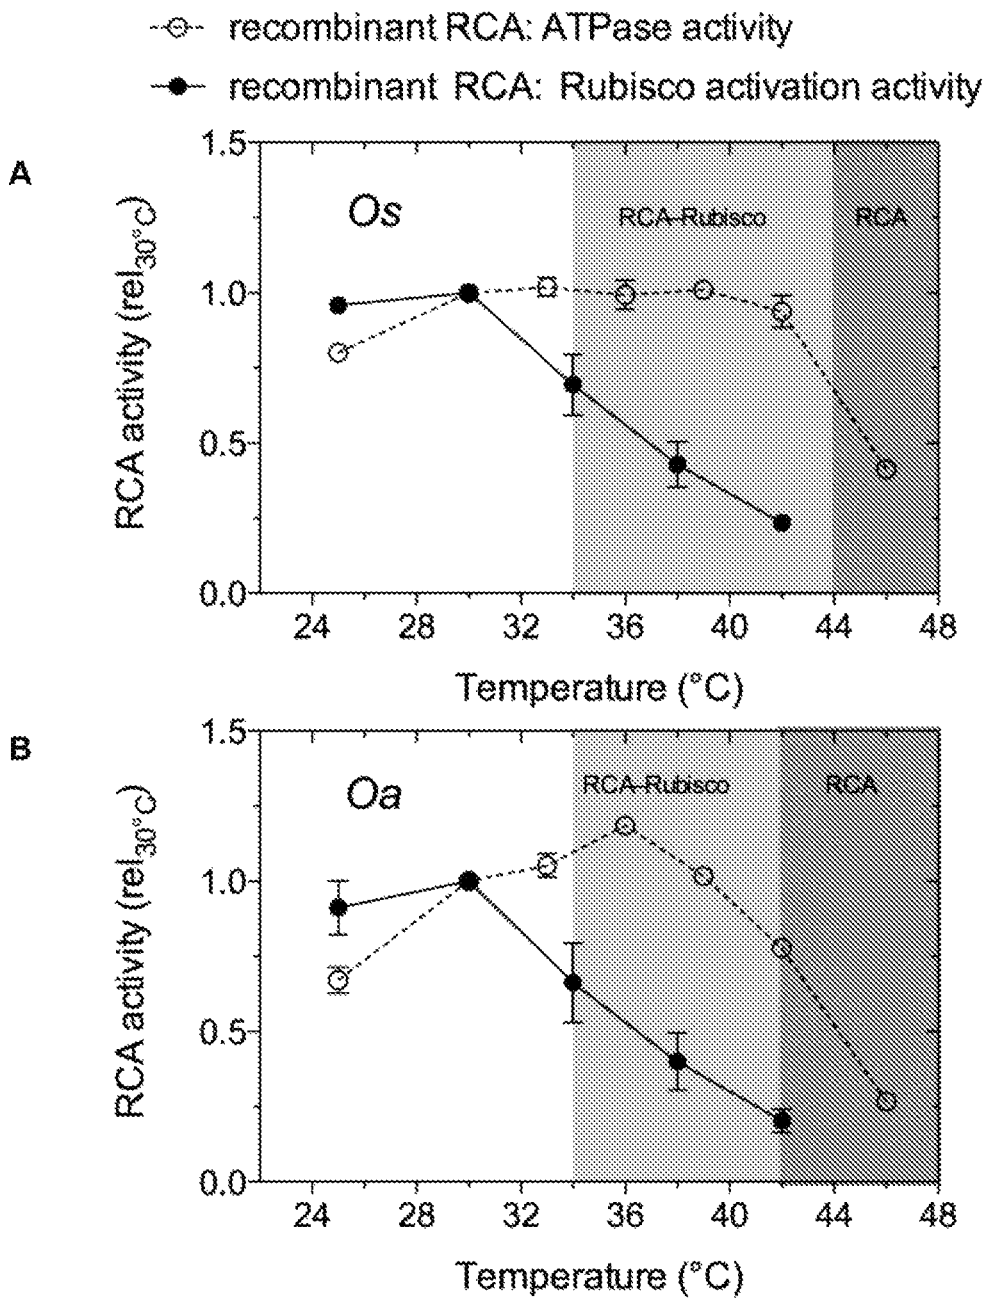 recombinant RCA: ATPase activity
recombinant RCA: Rubisco activation activity
A
1.5
1.0
0.5
0.0
RCA activity (rel30°C)
Os
RCA-Rubisco
RCA
24 28 32 36 40 44 48
Temperature (°C)
B
1.5
1.0
0.5
0.0
RCA activity (rel30°C)
Oa
RCA-Rubisco
RCA
24 28 32 36 40 44 48
Temperature (°C)